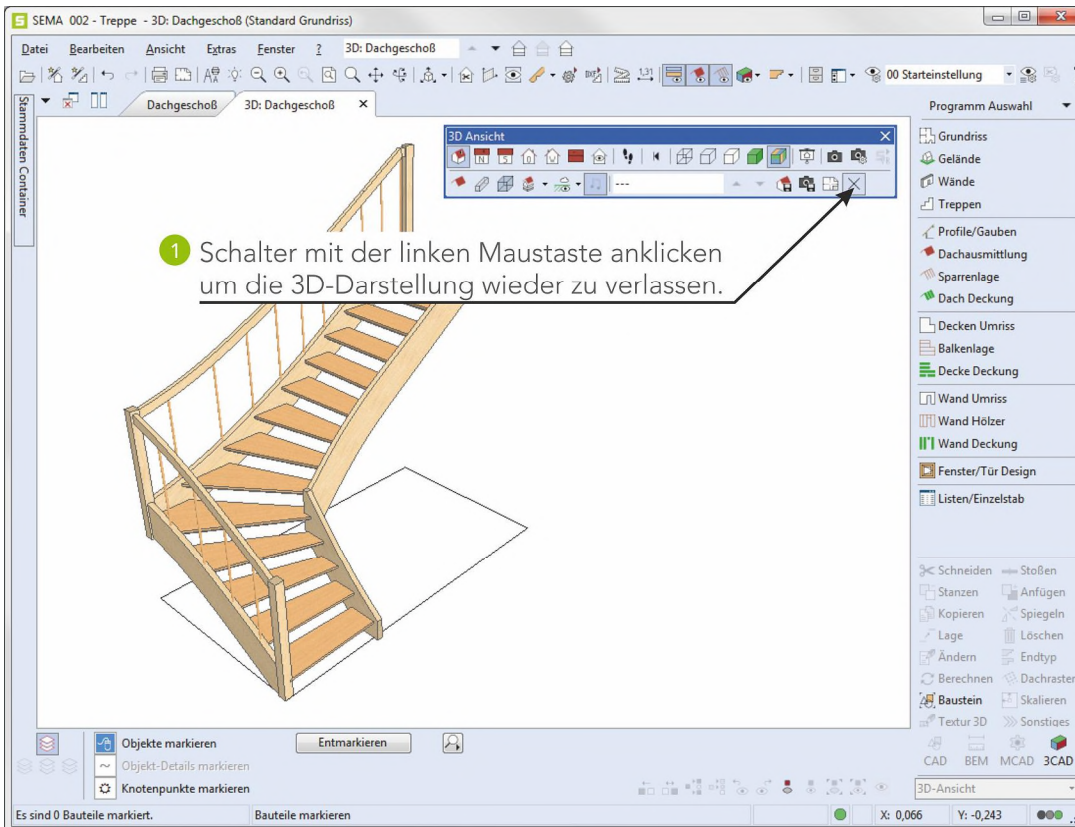 SEMA 002 - Treppe - 3D: Dachgeschoß (Standard Grundriss)
Datei Bearbeiten Ansicht Extras Fenster ? 3D: Dachgeschoß
00 Starteinstellung
Dachgeschoß 3D: Dachgeschoß
Stammdaten Container
3D Ansicht
---
1 Schalter mit der linken Maustaste anklicken
um die 3D-Darstellung wieder zu verlassen.
Programm Auswahl
Grundriss
Gelände
Wände
Treppen
Profile/Gauben
Dachausmittlung
Sparrenlage
Dach Deckung
Decken Umriss
Balkenlage
Decke Deckung
Wand Umriss
Wand Hölzer
Wand Deckung
Fenster/Tür Design
Listen/Einzelstab
Schneiden Stoßen
Stanzen Anfügen
Kopieren Spiegeln
Lage Löschen
Ändern Endtyp
Berechnen Dachraster
Baustein Skalieren
Textur 3D Sonstiges
CAD BEM MCAD 3CAD
3D-Ansicht
Objekte markieren Entmarkieren
Objekt-Details markieren
Knotenpunkte markieren
Es sind 0 Bauteile markiert. Bauteile markieren X: 0,066 Y: -0,243